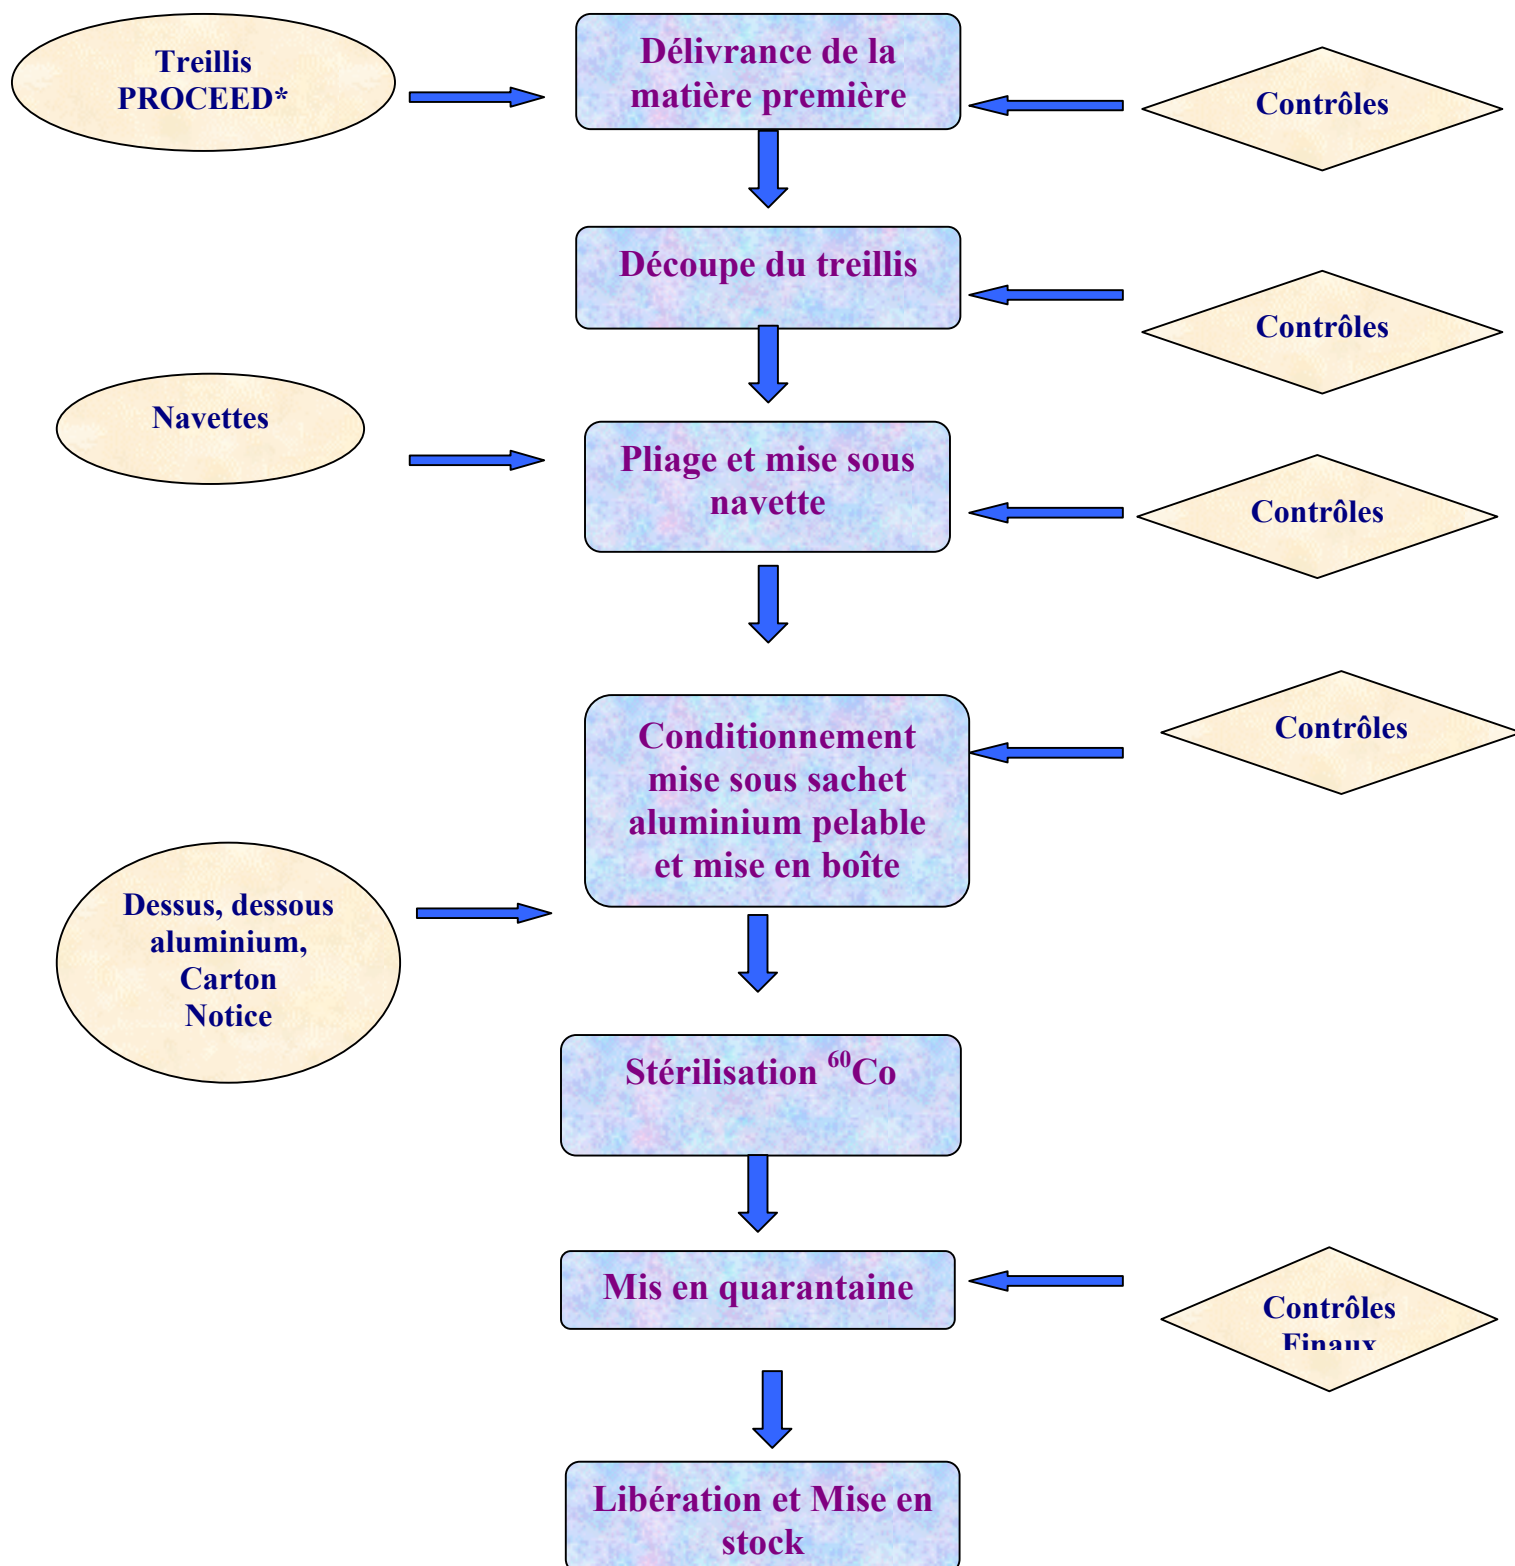 Treillis
PROCEED*
Délivrance de la
matière première
Contrôles
Découpe du treillis
Contrôles
Navettes
Pliage et mise sous
navette
Contrôles
Conditionnement
mise sous sachet
aluminium pelable
et mise en boîte
Contrôles
Dessus, dessous
aluminium,
Carton
Notice
Stérilisation ⁶⁰Co
Mis en quarantaine
Contrôles
Finaux
Libération et Mise en
stock